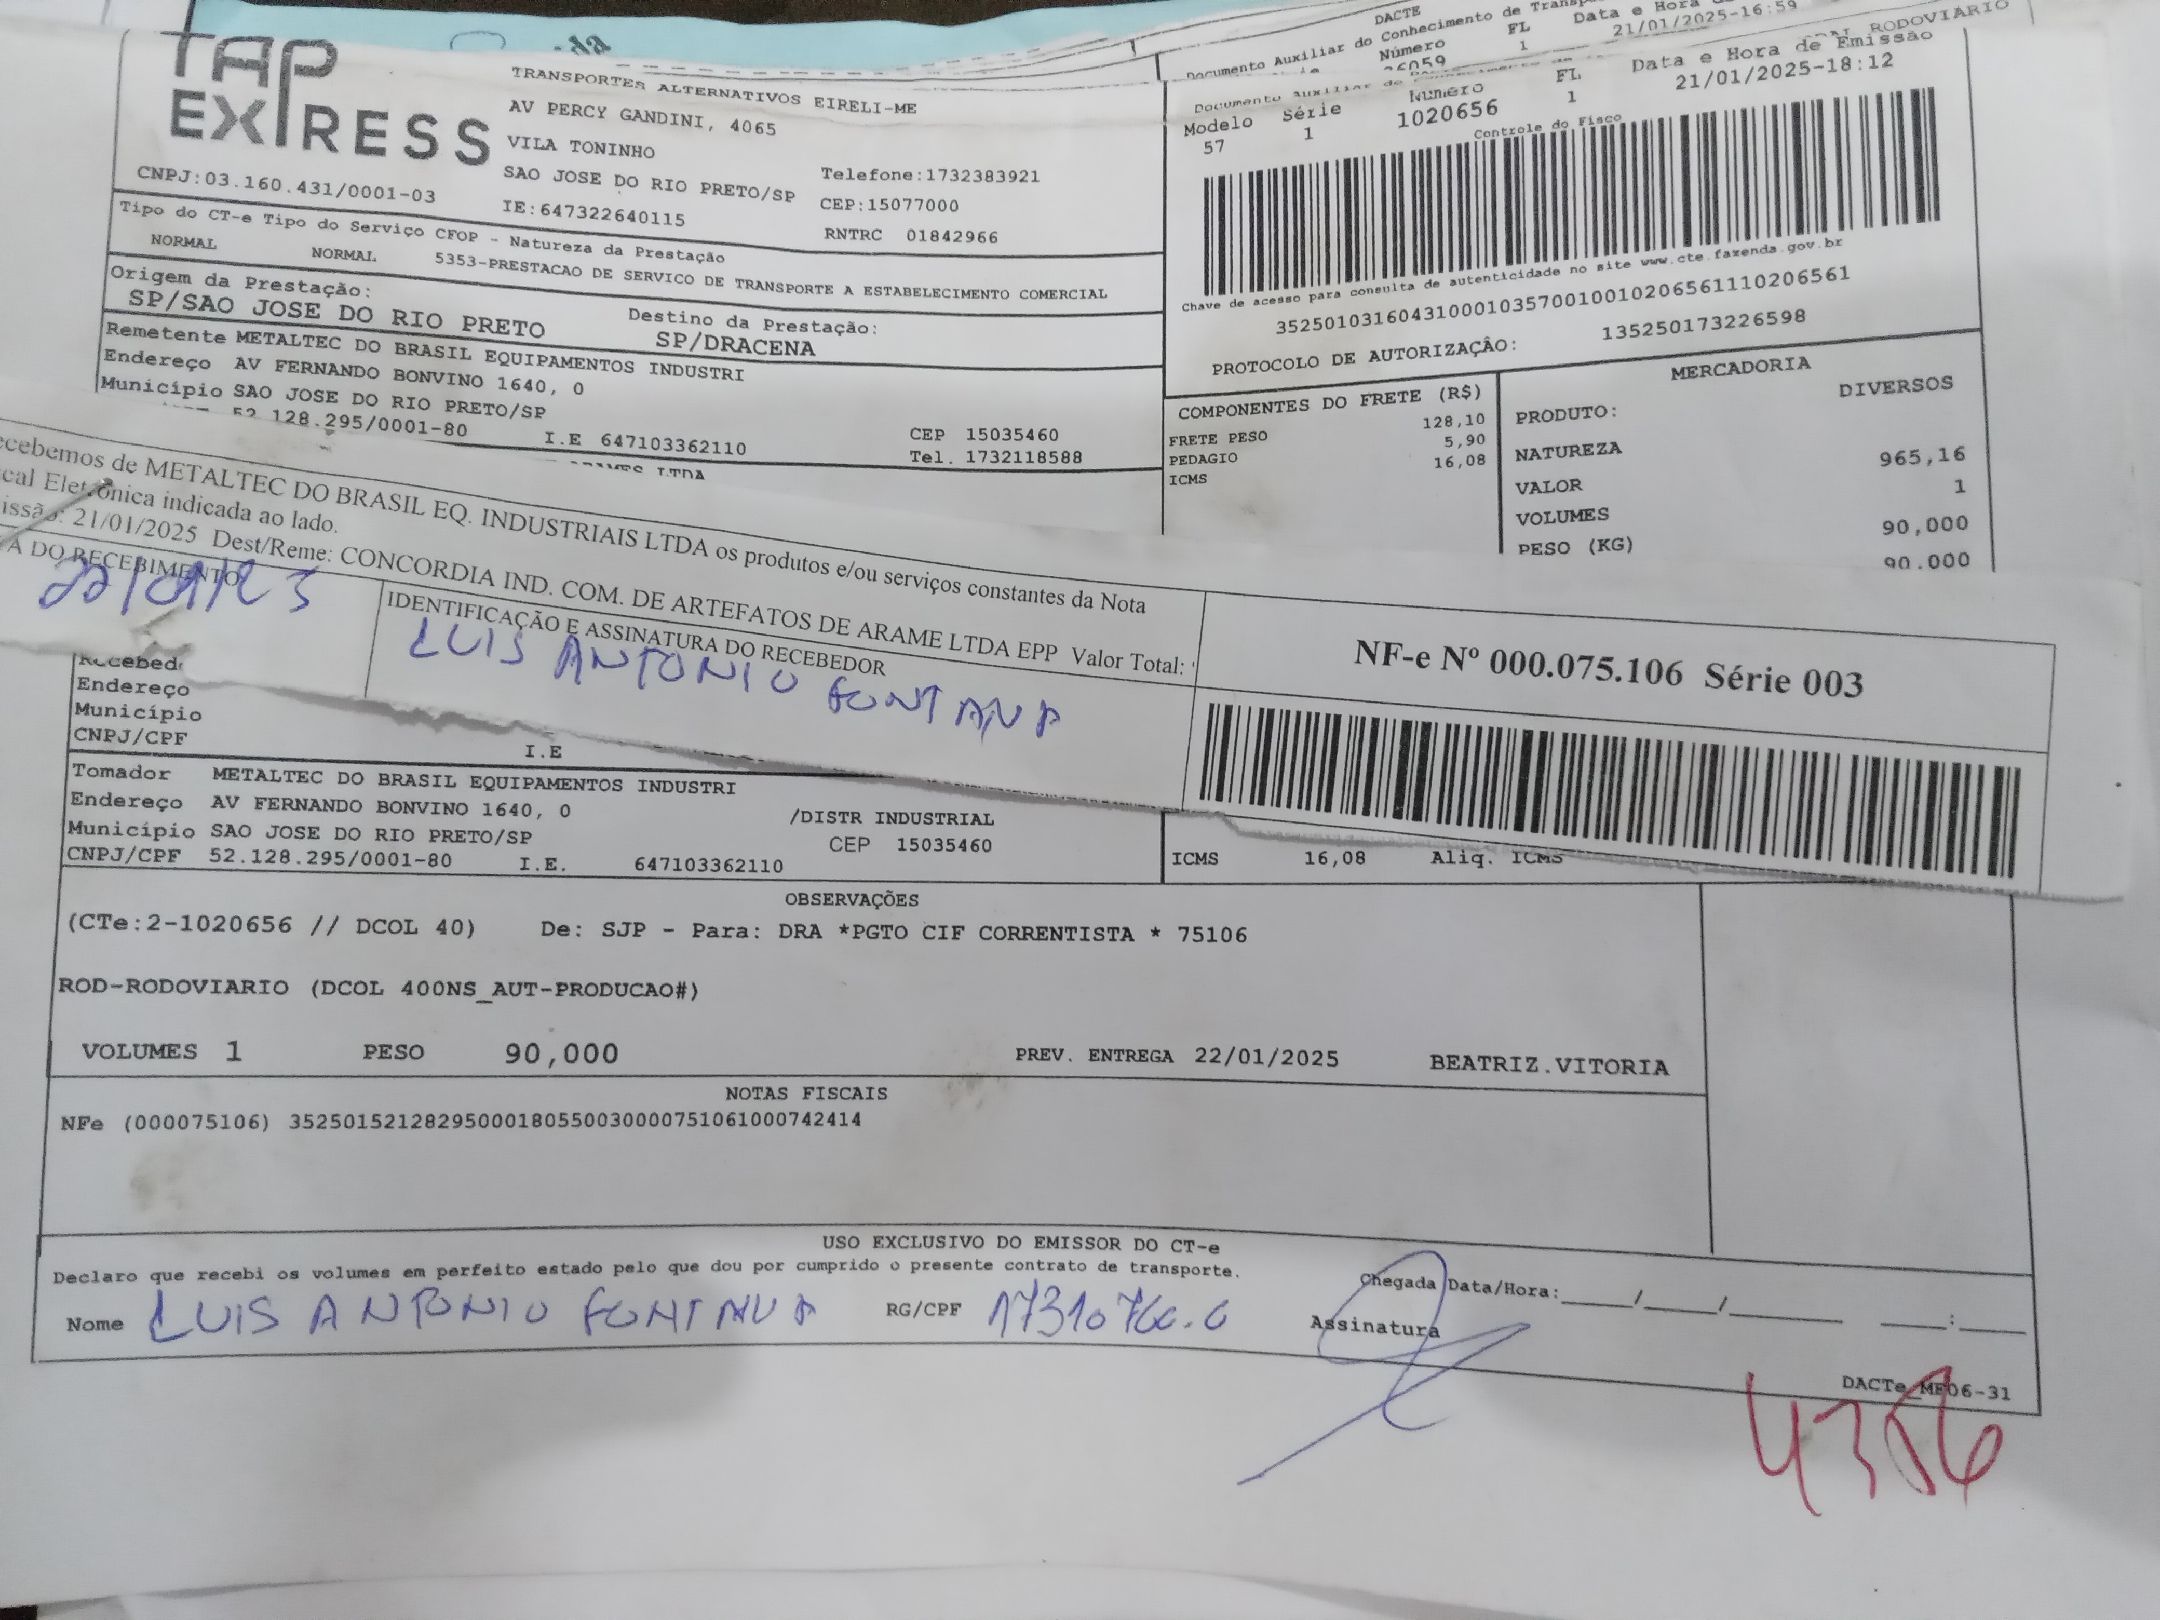 DACTE
Documento Auxiliar do Conhecimento de
Número
FL
1
Data e Hora
21/01/2025-16:59
RODOVIÁRIO
TAP EXPRESS
TRANSPORTES ALTERNATIVOS EIRELI-ME
AV PERCY GANDINI, 4065
VILA TONINHO
SAO JOSE DO RIO PRETO/SP
Telefone:1732383921
CEP:15077000
CNPJ:03.160.431/0001-03
IE:647322640115
RNTRC 01842966
Documento
Modelo Série Número FL Data e Hora de Emissão
57 1 1020656 1 21/01/2025-18:12
Controle do Fisco
Chave de acesso para consulta de autenticidade no site www.cte.fazenda.gov.br
35250103160431000103570010010206561110206561
PROTOCOLO DE AUTORIZAÇÃO: 135250173226598
Tipo do CT-e Tipo do Serviço CFOP - Natureza da Prestação
NORMAL NORMAL 5353-PRESTACAO DE SERVICO DE TRANSPORTE A ESTABELECIMENTO COMERCIAL
Origem da Prestação: Destino da Prestação:
SP/SAO JOSE DO RIO PRETO SP/DRACENA
Remetente METALTEC DO BRASIL EQUIPAMENTOS INDUSTRI
Endereço AV FERNANDO BONVINO 1640, 0
Município SAO JOSE DO RIO PRETO/SP CEP 15035460
52.128.295/0001-80 I.E 647103362110 Tel. 1732118588
LTDA
COMPONENTES DO FRETE (R$)
FRETE PESO 128,10
PEDAGIO 5,90
ICMS 16,08
MERCADORIA
PRODUTO: DIVERSOS
NATUREZA
VALOR 965,16
VOLUMES 1
PESO (KG) 90,000
90.000
ecebemos de METALTEC DO BRASIL EQ. INDUSTRIAIS LTDA os produtos e/ou serviços constantes da Nota
cal Eletrônica indicada ao lado.
issão: 21/01/2025 Dest/Reme: CONCORDIA IND. COM. DE ARTEFATOS DE ARAME LTDA EPP Valor Total:
A DO RECEBIMENTO
IDENTIFICAÇÃO E ASSINATURA DO RECEBEDOR
LUIS ANTONIO FONTANA
NF-e Nº 000.075.106 Série 003
Recebed
Endereço
Município
CNPJ/CPF I.E
Tomador METALTEC DO BRASIL EQUIPAMENTOS INDUSTRI
Endereço AV FERNANDO BONVINO 1640, 0 /DISTR INDUSTRIAL
Município SAO JOSE DO RIO PRETO/SP CEP 15035460
CNPJ/CPF 52.128.295/0001-80 I.E. 647103362110
ICMS 16,08 Aliq. ICMS
OBSERVAÇÕES
(CTe:2-1020656 // DCOL 40) De: SJP - Para: DRA *PGTO CIF CORRENTISTA * 75106
ROD-RODOVIARIO (DCOL 400NS_AUT-PRODUCAO#)
VOLUMES 1 PESO 90,000 PREV. ENTREGA 22/01/2025 BEATRIZ.VITORIA
NOTAS FISCAIS
NFe (000075106) 35250152128295000180550030000751061000742414
USO EXCLUSIVO DO EMISSOR DO CT-e
Declaro que recebi os volumes em perfeito estado pelo que dou por cumprido o presente contrato de transporte.
Chegada Data/Hora:____/____/______ ____:____
Nome LUIS ANTONIO FONTANA RG/CPF Assinatura
DACTe_MF06-31